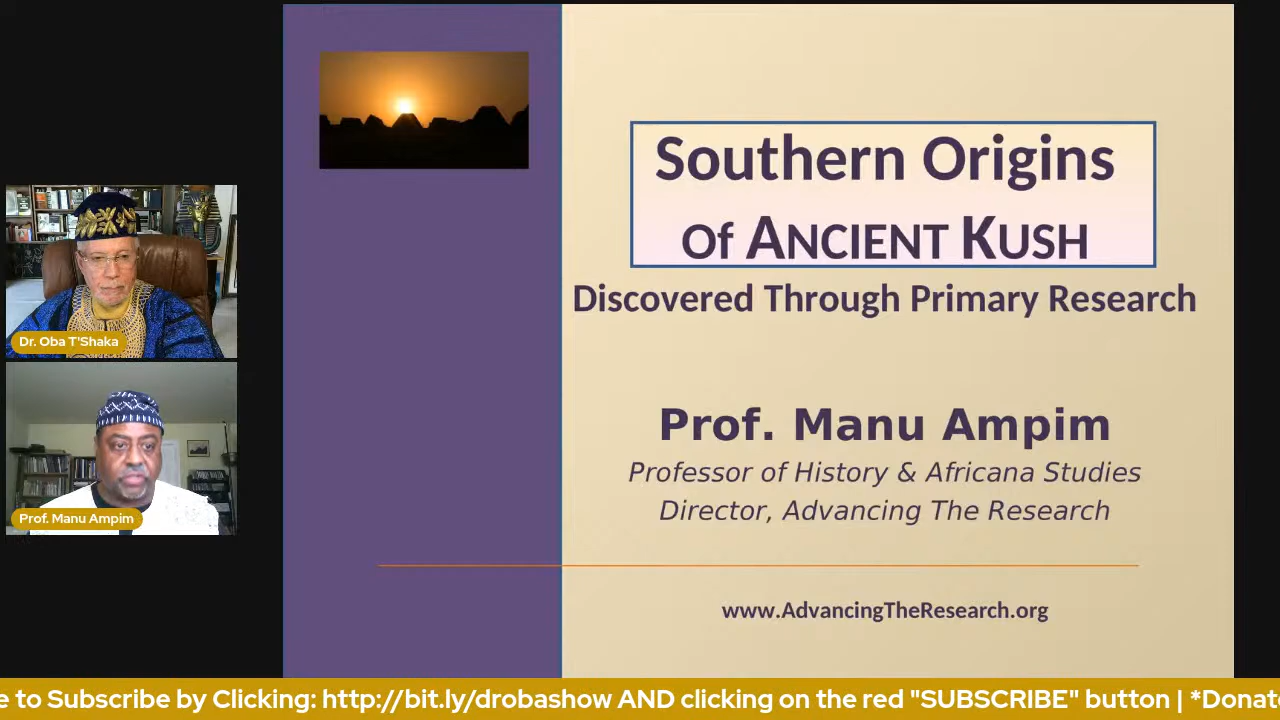 Southern Origins
Of ANCIENT KUSH
Discovered Through Primary Research
Prof. Manu Ampim
Professor of History & Africana Studies
Director, Advancing The Research
www.AdvancingTheResearch.org
Dr. Oba T'Shaka
Prof. Manu Ampim
e to Subscribe by Clicking: http://bit.ly/drobashow AND clicking on the red "SUBSCRIBE" button | *Donat